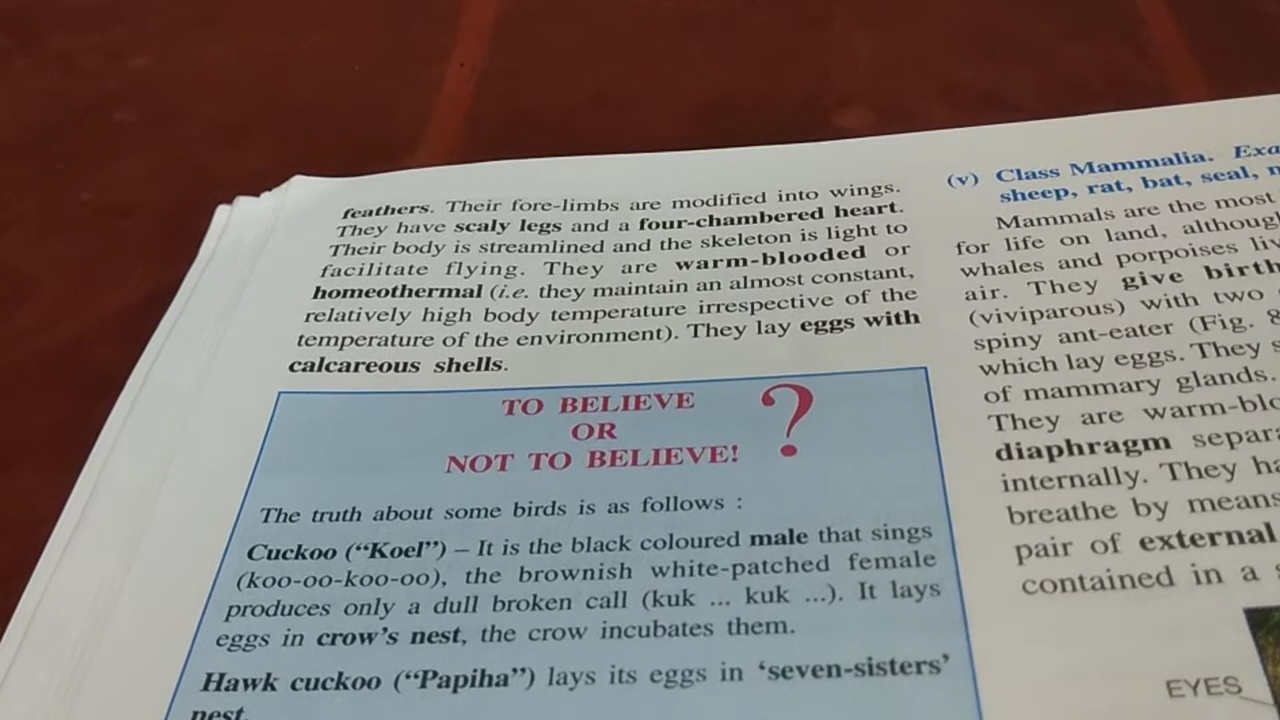 feathers. Their fore-limbs are modified into wings.
They have scaly legs and a four-chambered heart.
Their body is streamlined and the skeleton is light to
facilitate flying. They are warm-blooded or
homeothermal (i.e. they maintain an almost constant,
relatively high body temperature irrespective of the
temperature of the environment). They lay eggs with
calcareous shells.
TO BELIEVE
OR
NOT TO BELIEVE!
?
The truth about some birds is as follows :
Cuckoo (“Koel”) – It is the black coloured male that sings
(koo-oo-koo-oo), the brownish white-patched female
produces only a dull broken call (kuk ... kuk ...). It lays
eggs in crow's nest, the crow incubates them.
Hawk cuckoo (“Papiha”) lays its eggs in ‘seven-sisters’
nest.
(v) Class Mammalia.
sheep, rat, bat, seal,
Mammals are the most
for life on land,
whales and porpoises
air. They give birth
(viviparous) with two
spiny ant-eater (Fig.
which lay eggs. They
of mammary glands.
They are
diaphragm
internally. They
breathe by means
pair of external
contained in a
EYES